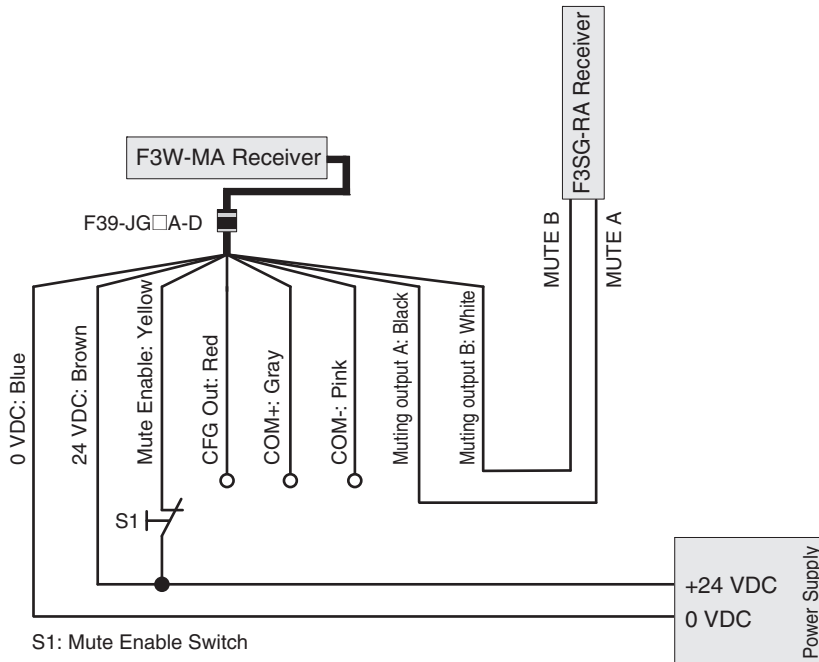 F3SG-RA Receiver
F3W-MA Receiver
F39-JG□A-D
MUTE B
MUTE A
0 VDC: Blue
24 VDC: Brown
Mute Enable: Yellow
CFG Out: Red
COM+: Gray
COM-: Pink
Muting output A: Black
Muting output B: White
S1
+24 VDC
0 VDC
Power Supply
S1: Mute Enable Switch